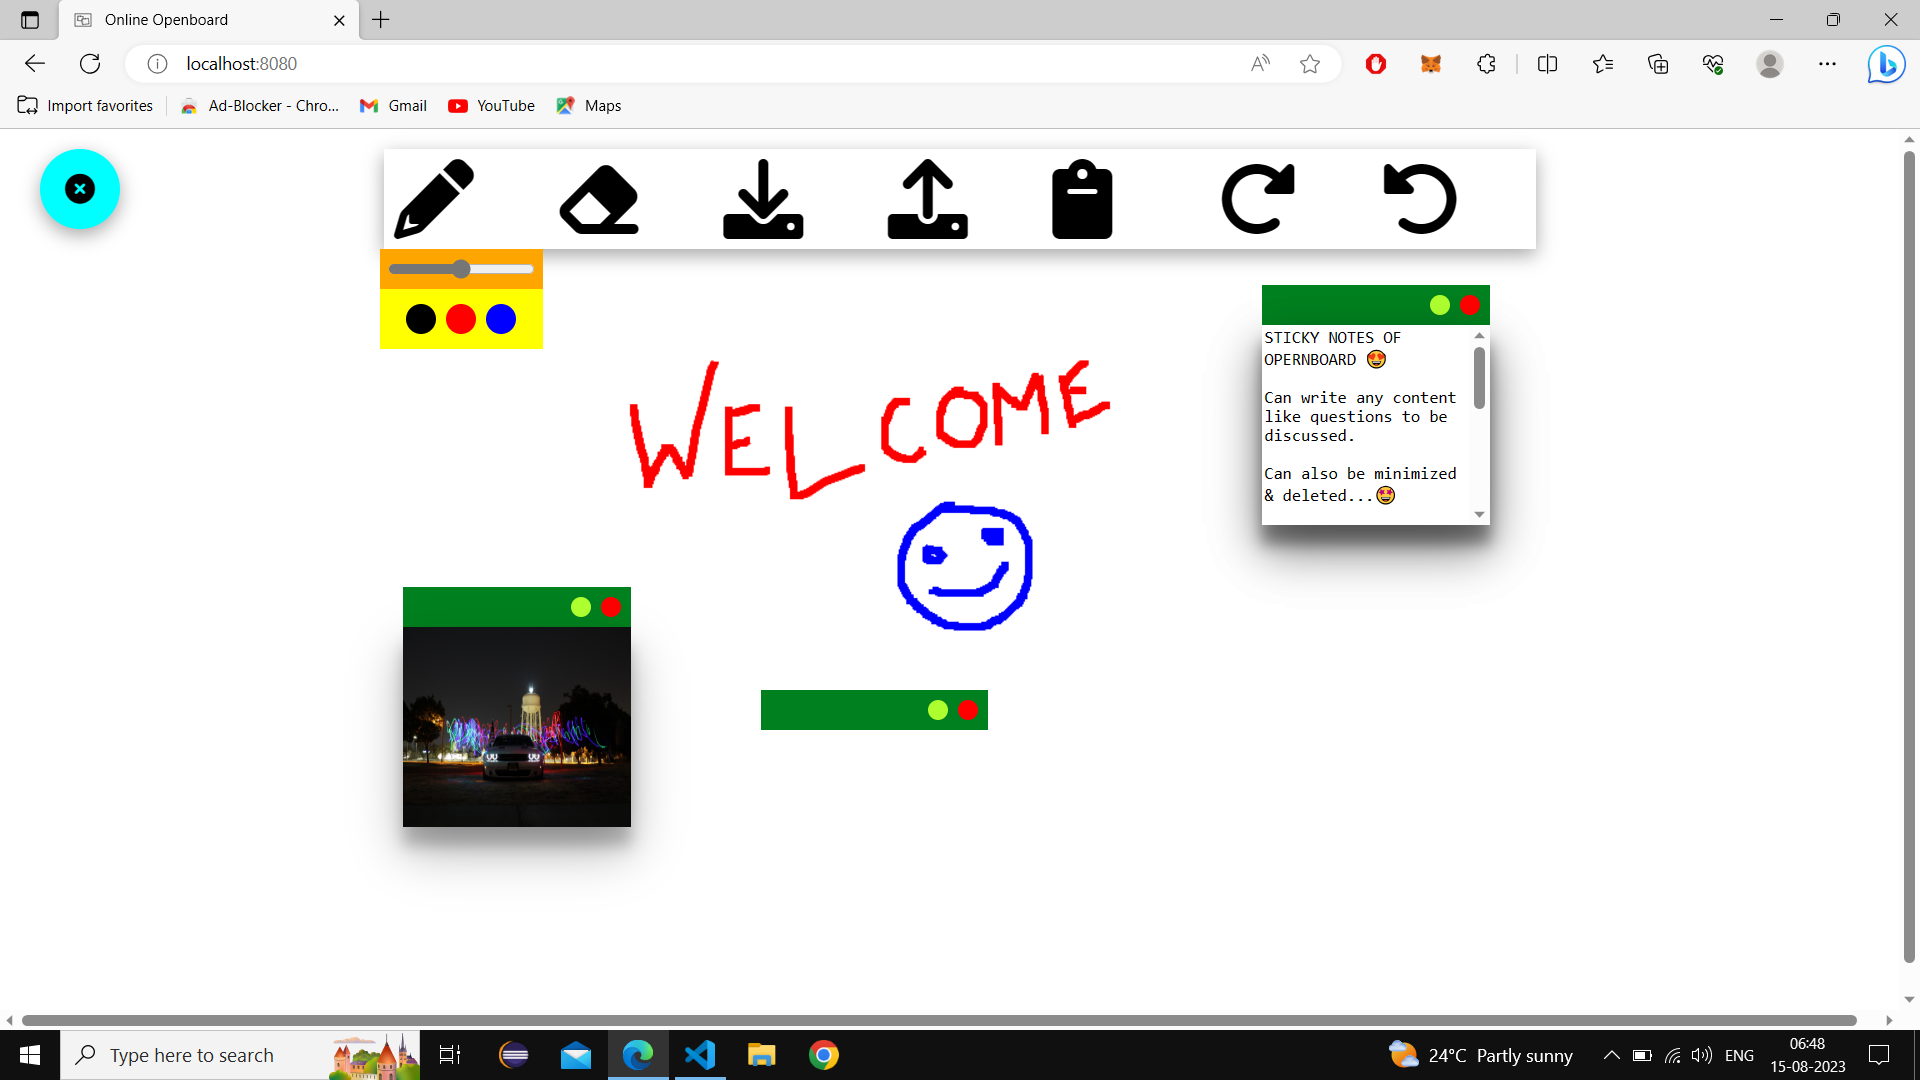 Online Openboard
localhost:8080
Import favorites
Ad-Blocker - Chro...
Gmail
YouTube
Maps
STICKY NOTES OF
OPERNBOARD 😍
Can write any content
like questions to be
discussed.
Can also be minimized
& deleted...🤩
WELCOME
Type here to search
24°C Partly sunny
ENG
06:48
15-08-2023